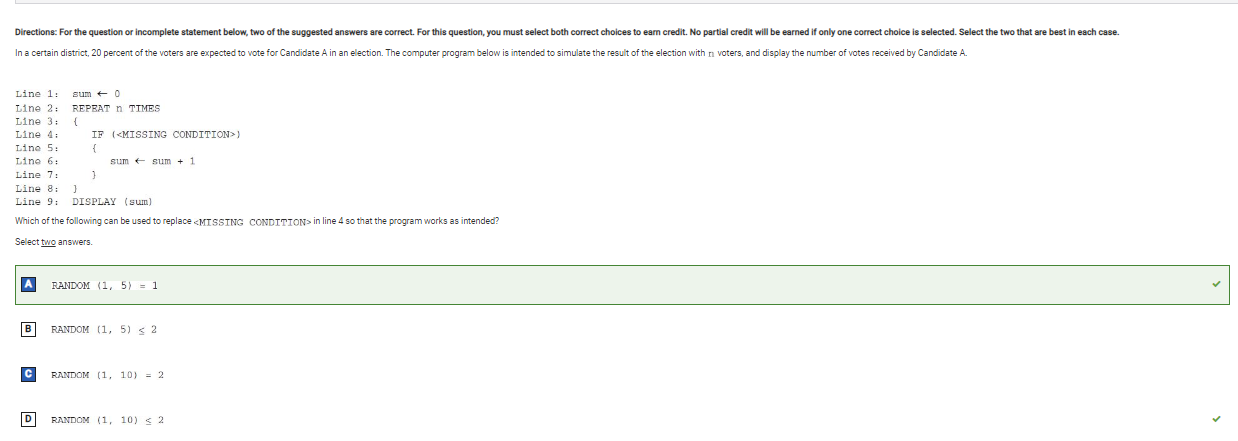 Directions: For the question or incomplete statement below, two of the suggested answers are correct. For this question, you must select both correct choices to earn credit. No partial credit will be earned if only one correct choice is selected. Select the two that are best in each case.
In a certain district, 20 percent of the voters are expected to vote for Candidate A in an election. The computer program below is intended to simulate the result of the election with n voters, and display the number of votes received by Candidate A.
Line 1: sum ← 0
Line 2: REPEAT n TIMES
Line 3: {
Line 4: IF (<MISSING CONDITION>)
Line 5: {
Line 6: sum ← sum + 1
Line 7: }
Line 8: }
Line 9: DISPLAY (sum)
Which of the following can be used to replace <MISSING CONDITION> in line 4 so that the program works as intended?
Select two answers.
A RANDOM (1, 5) = 1
B RANDOM (1, 5) ≤ 2
C RANDOM (1, 10) = 2
D RANDOM (1, 10) ≤ 2